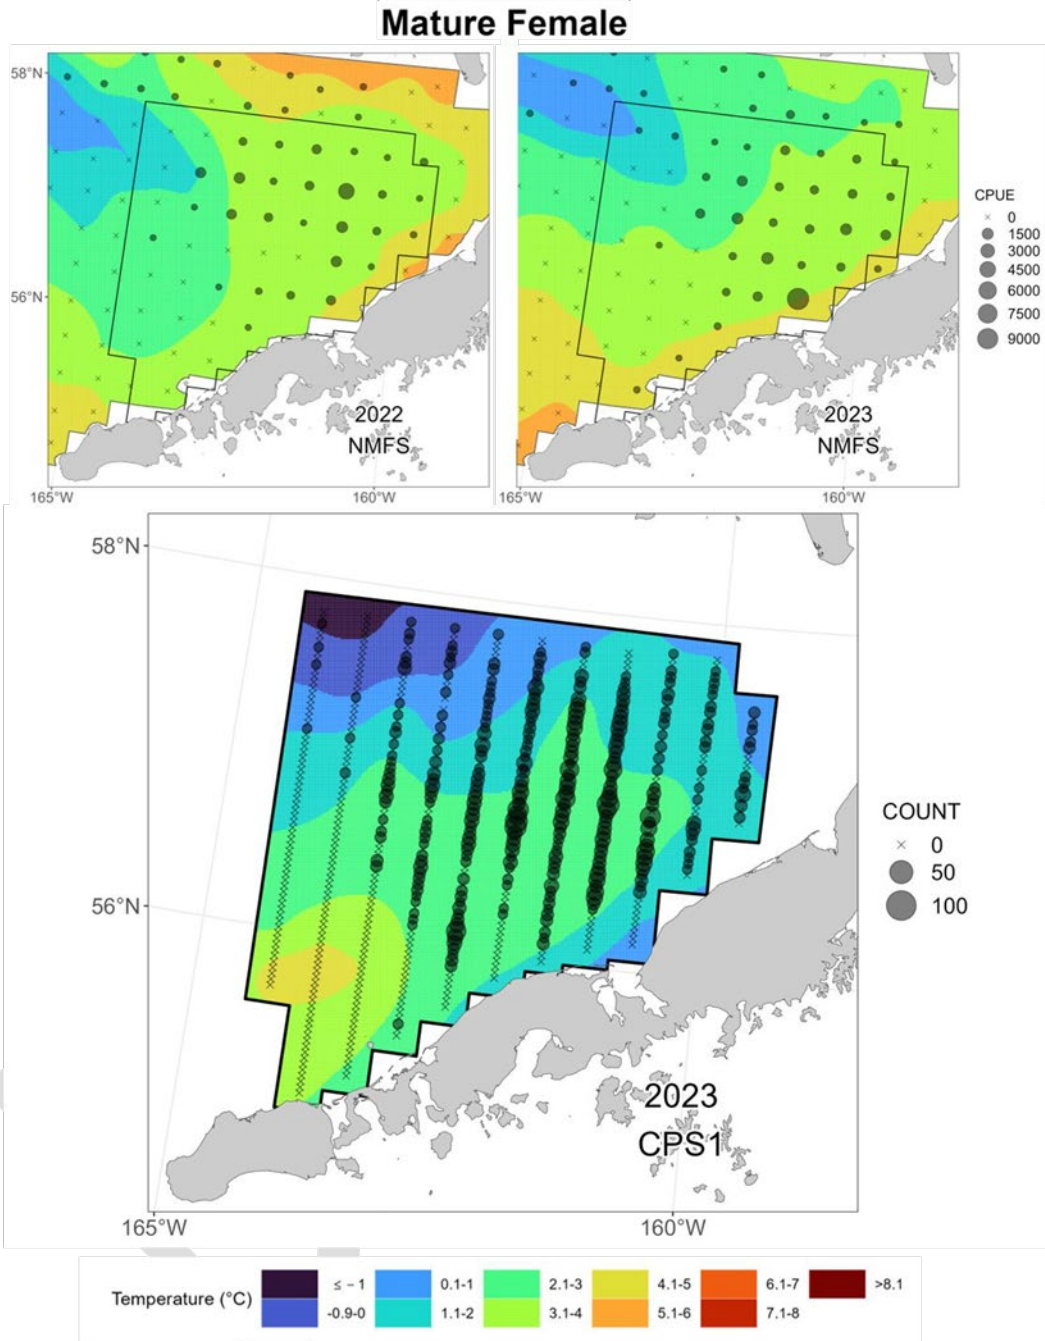 Mature Female
58°N
56°N
165°W
160°W
2022
NMFS
165°W
160°W
2023
NMFS
CPUE
0
1500
3000
4500
6000
7500
9000
58°N
56°N
165°W
160°W
2023
CPS1
COUNT
0
50
100
Temperature (°C)
≤ − 1
0.1-1
2.1-3
4.1-5
6.1-7
>8.1
-0.9-0
1.1-2
3.1-4
5.1-6
7.1-8